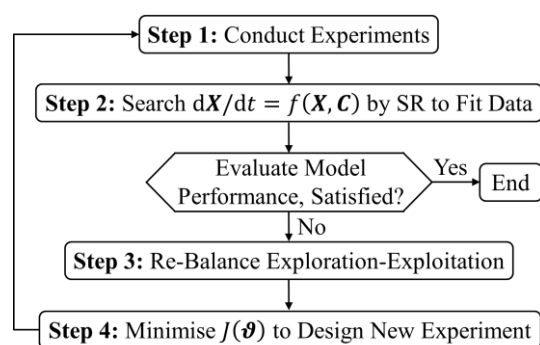 Step 1: Conduct Experiments
Step 2: Search d𝑿/dt = 𝑓(𝑿, 𝑪) by SR to Fit Data
Evaluate Model
Performance, Satisfied?
Yes
End
No
Step 3: Re-Balance Exploration-Exploitation
Step 4: Minimise 𝐽(𝝑) to Design New Experiment